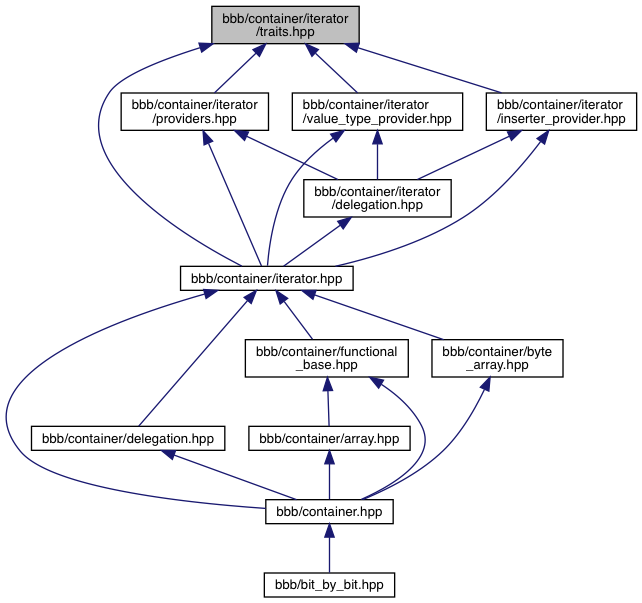 bbb/container/iterator
/traits.hpp
bbb/container/iterator
/providers.hpp
bbb/container/iterator
/value_type_provider.hpp
bbb/container/iterator
/inserter_provider.hpp
bbb/container/iterator
/delegation.hpp
bbb/container/iterator.hpp
bbb/container/functional
_base.hpp
bbb/container/byte
_array.hpp
bbb/container/delegation.hpp
bbb/container/array.hpp
bbb/container.hpp
bbb/bit_by_bit.hpp